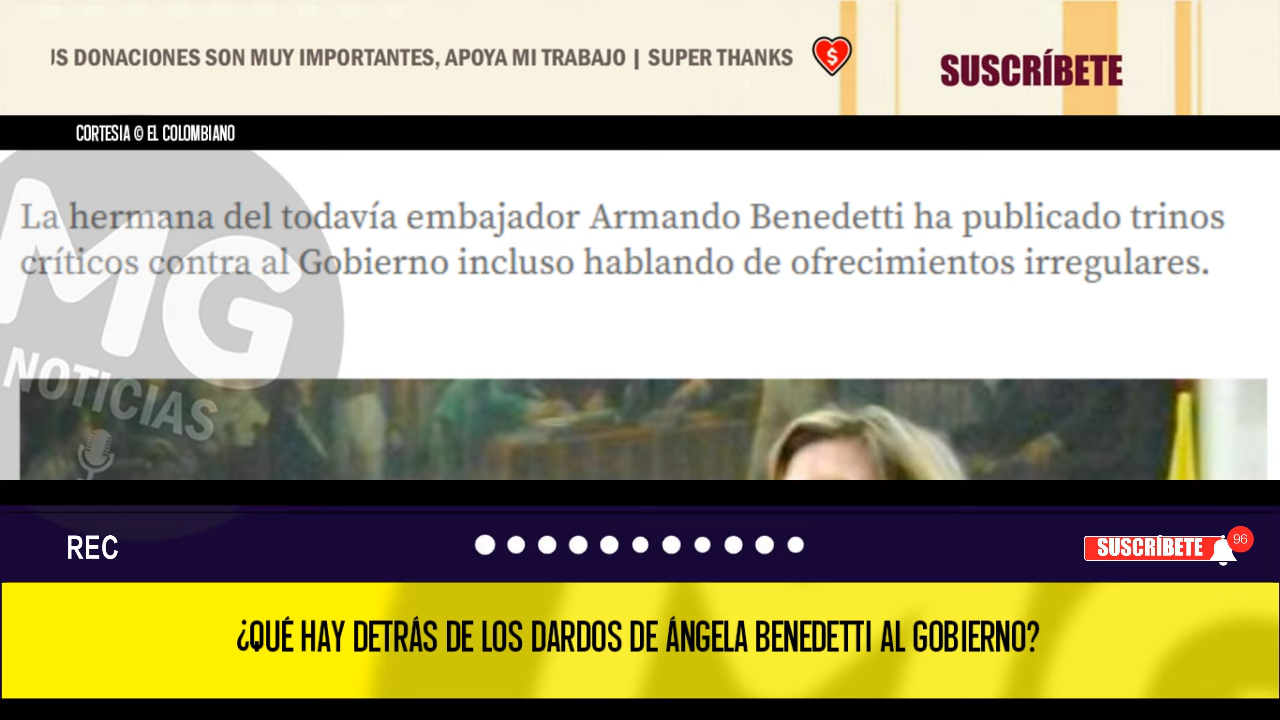 US DONACIONES SON MUY IMPORTANTES, APOYA MI TRABAJO | SUPER THANKS
$
SUSCRÍBETE
CORTESIA © EL COLOMBIANO
La hermana del todavía embajador Armando Benedetti ha publicado trinos
críticos contra al Gobierno incluso hablando de ofrecimientos irregulares.
MG
NOTICIAS
REC
SUSCRÍBETE
96
¿QUÉ HAY DETRÁS DE LOS DARDOS DE ÁNGELA BENEDETTI AL GOBIERNO?